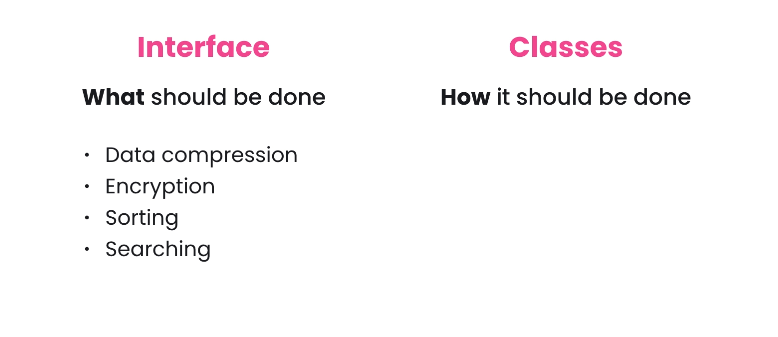 Interface
What should be done
• Data compression
• Encryption
• Sorting
• Searching
Classes
How it should be done